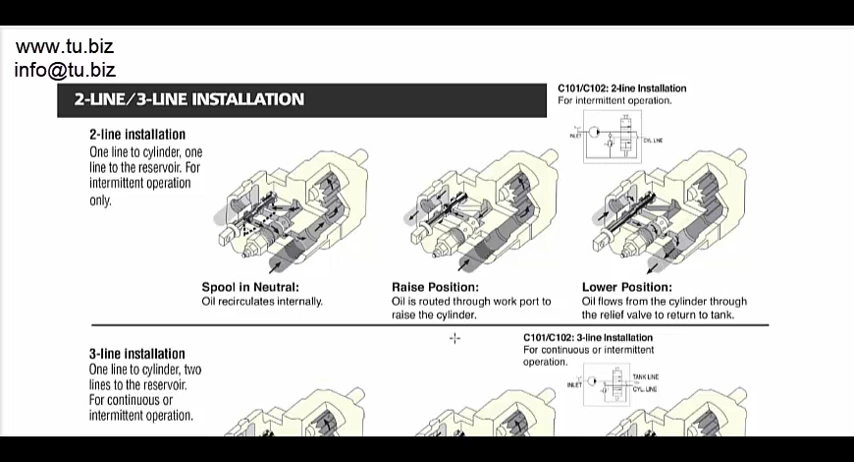 www.tu.biz
info@tu.biz
2-LINE/3-LINE INSTALLATION
C101/C102: 2-line Installation
For intermittent operation.
INLET
CYL. LINE
2-line installation
One line to cylinder, one
line to the reservoir. For
intermittent operation
only.
Spool in Neutral:
Oil recirculates internally.
Raise Position:
Oil is routed through work port to
raise the cylinder.
Lower Position:
Oil flows from the cylinder through
the relief valve to return to tank.
C101/C102: 3-line Installation
For continuous or intermittent
operation.
INLET
TANK LINE
CYL. LINE
3-line installation
One line to cylinder, two
lines to the reservoir.
For continuous or
intermittent operation.